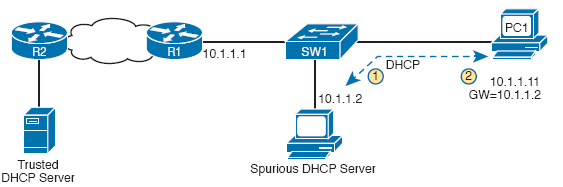 R2
R1
10.1.1.1
SW1
PC1
DHCP
1
2
10.1.1.11
GW=10.1.1.2
10.1.1.2
Trusted
DHCP Server
Spurious DHCP Server